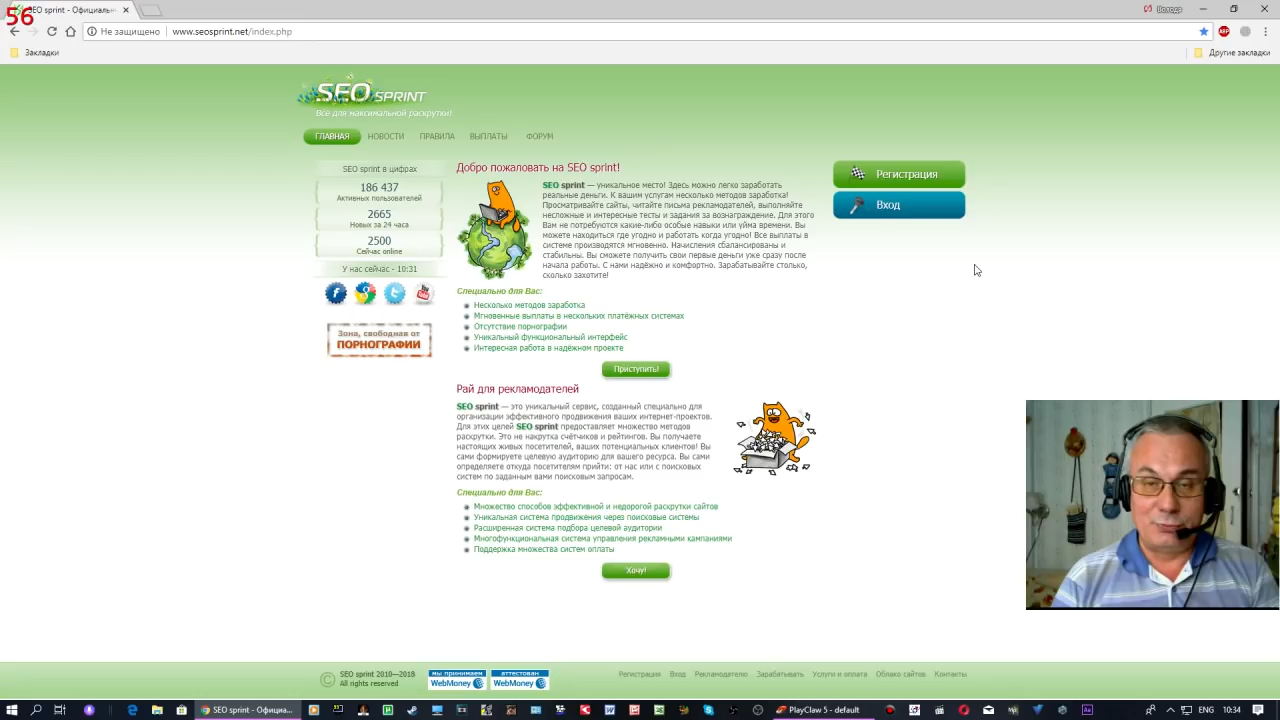 56
SEO sprint - Официальн
Володя
Не защищено
www.seosprint.net/index.php
ABP
Закладки
Другие закладки
SEO SPRINT
Всё для максимальной раскрутки!
ГЛАВНАЯ
НОВОСТИ
ПРАВИЛА
ВЫПЛАТЫ
ФОРУМ
SEO sprint в цифрах
186 437
Активных пользователей
2665
Новых за 24 часа
2500
Сейчас online
У нас сейчас - 10:31
You Tube
Зона, свободная от
ПОРНОГРАФИИ
Добро пожаловать на SEO sprint!
SEO sprint — уникальное место! Здесь можно легко заработать
реальные деньги. К вашим услугам несколько методов заработка!
Просматривайте сайты, читайте письма рекламодателей, выполняйте
несложные и интересные тесты и задания за вознаграждение. Для этого
Вам не потребуются какие-либо особые навыки или уйма времени. Вы
можете находиться где угодно и работать когда угодно! Все выплаты в
системе производятся мгновенно. Начисления сбалансированы и
стабильны. Вы сможете получить свои первые деньги уже сразу после
начала работы. С нами надёжно и комфортно. Зарабатывайте столько,
сколько захотите!
Специально для Вас:
Несколько методов заработка
Мгновенные выплаты в нескольких платёжных системах
Отсутствие порнографии
Уникальный функциональный интерфейс
Интересная работа в надёжном проекте
Приступить!
Рай для рекламодателей
SEO sprint — это уникальный сервис, созданный специально для
организации эффективного продвижения ваших интернет-проектов.
Для этих целей SEO sprint предоставляет множество методов
раскрутки. Это не накрутка счётчиков и рейтингов. Вы получаете
настоящих живых посетителей, ваших потенциальных клиентов! Вы
сами формируете целевую аудиторию для вашего ресурса. Вы сами
определяете откуда посетителям прийти: от нас или с поисковых
систем по заданным вами поисковым запросам.
Специально для Вас:
Множество способов эффективной и недорогой раскрутки сайтов
Уникальная система продвижения через поисковые системы
Расширенная система подбора целевой аудитории
Многофункциональная система управления рекламными кампаниями
Поддержка множества систем оплаты
Хочу!
Регистрация
Вход
© SEO sprint 2010—2018
All rights reserved
мы принимаем
WebMoney
аттестован
WebMoney
Регистрация
Вход
Рекламодателю
Зарабатывать
Услуги и оплата
Облако сайтов
Контакты
SEO sprint - Официа...
PlayClaw 5 - default
ENG
10:34